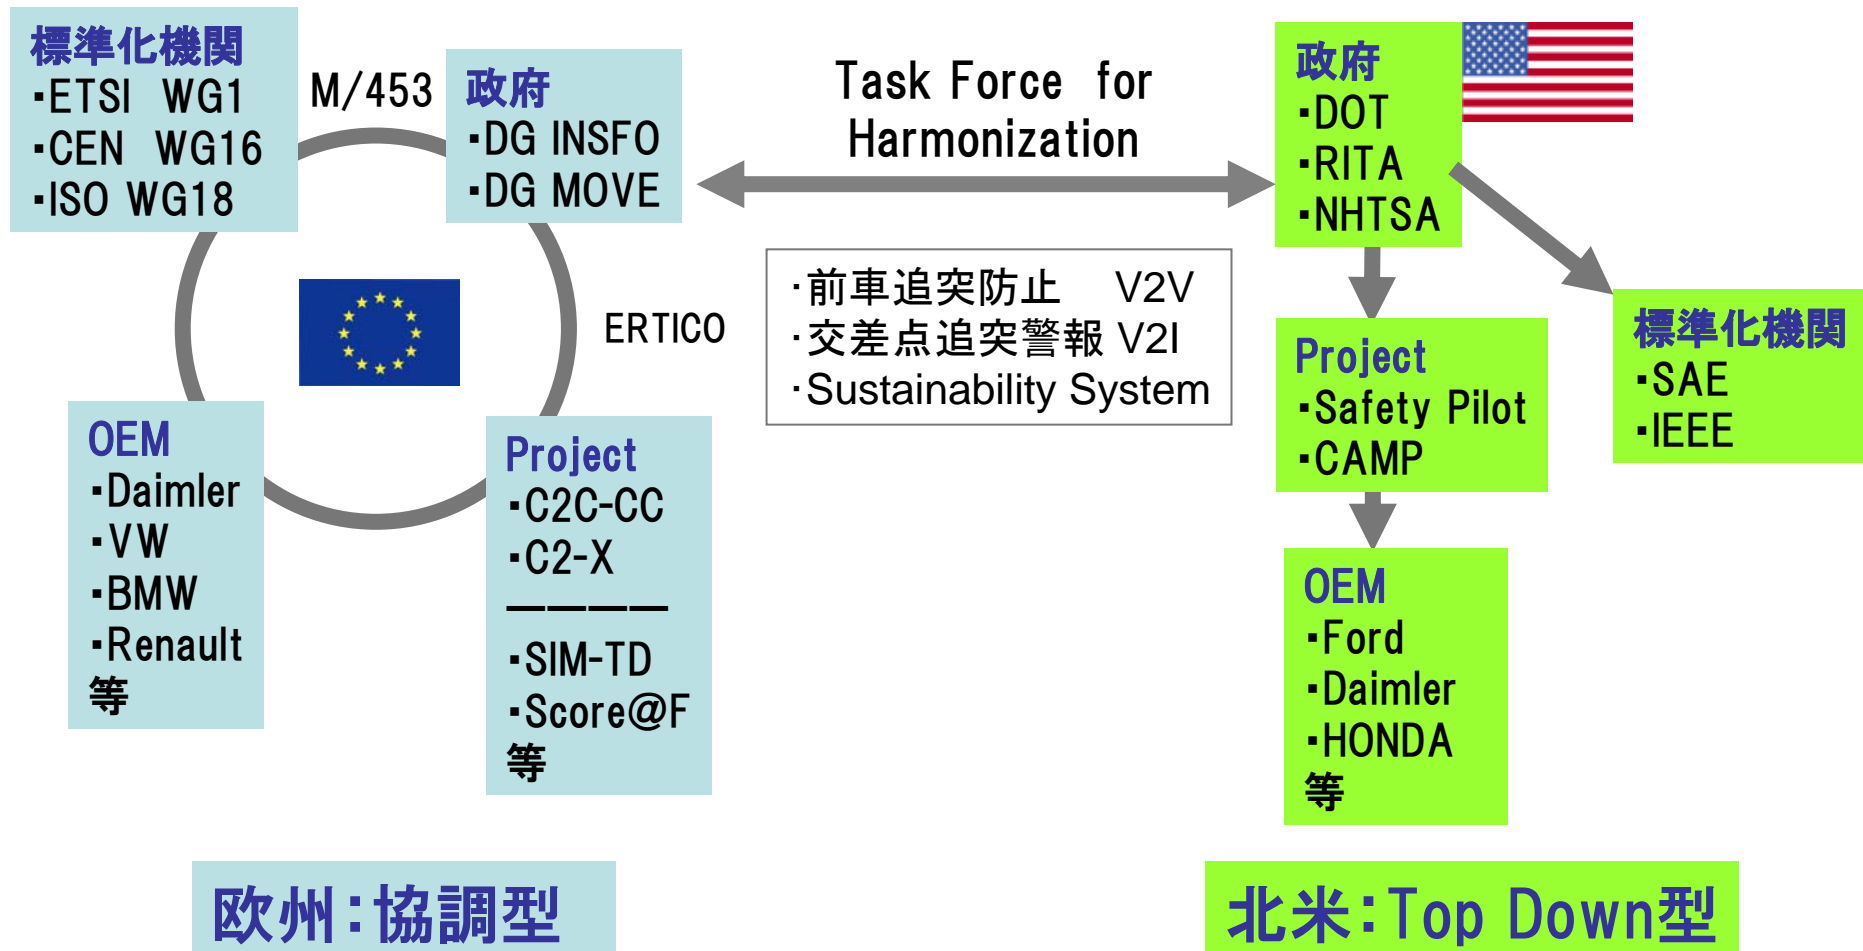 標準化機関
・ETSI WG1
・CEN WG16
・ISO WG18
M/453
政府
・DG INSFO
・DG MOVE
ERTICO
OEM
・Daimler
・VW
・BMW
・Renault
等
Project
・C2C-CC
・C2-X
————
・SIM-TD
・Score@F
等
欧州：協調型
Task Force for
Harmonization
・前車追突防止 V2V
・交差点追突警報 V2I
・Sustainability System
政府
・DOT
・RITA
・NHTSA
Project
・Safety Pilot
・CAMP
標準化機関
・SAE
・IEEE
OEM
・Ford
・Daimler
・HONDA
等
北米：Top Down型